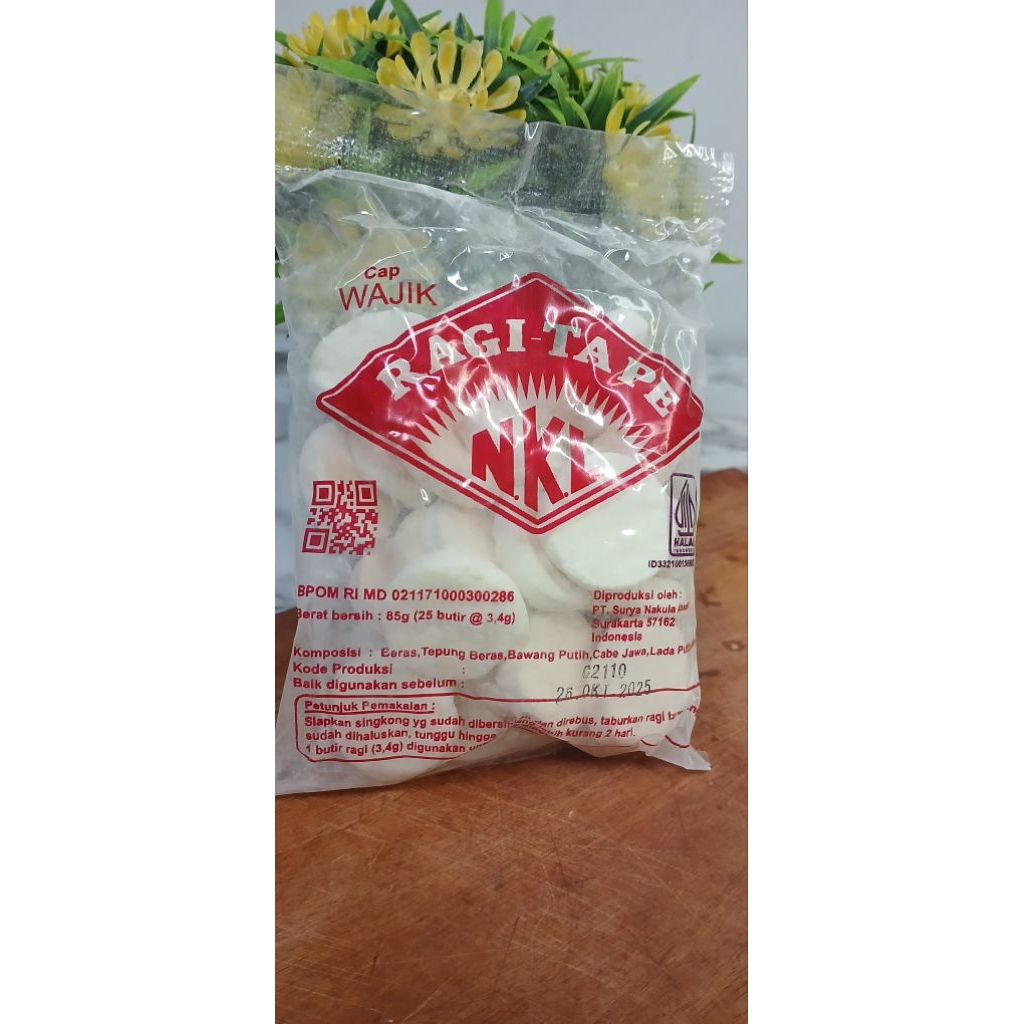 Cap
WAJIK
RAGI-TAPE
N.K.L
HALAL
BPOM RI MD 021171000300286
Berat bersih : 85g (25 butir @ 3,4g)
Diproduksi oleh :
PT. Surya Nakula
Surakarta 57162
Indonesia
Komposisi : Beras,Tepung Beras,Bawang Putih,Cabe Jawa,Lada
Kode Produksi : G2110
Baik digunakan sebelum : 26.OKT.2025
Petunjuk Pemakaian :
Siapkan singkong yg sudah direbus, taburkan ragi
sudah dihaluskan, tunggu hingga kurang 2 hari.
1 butir ragi (3,4g) digunakan